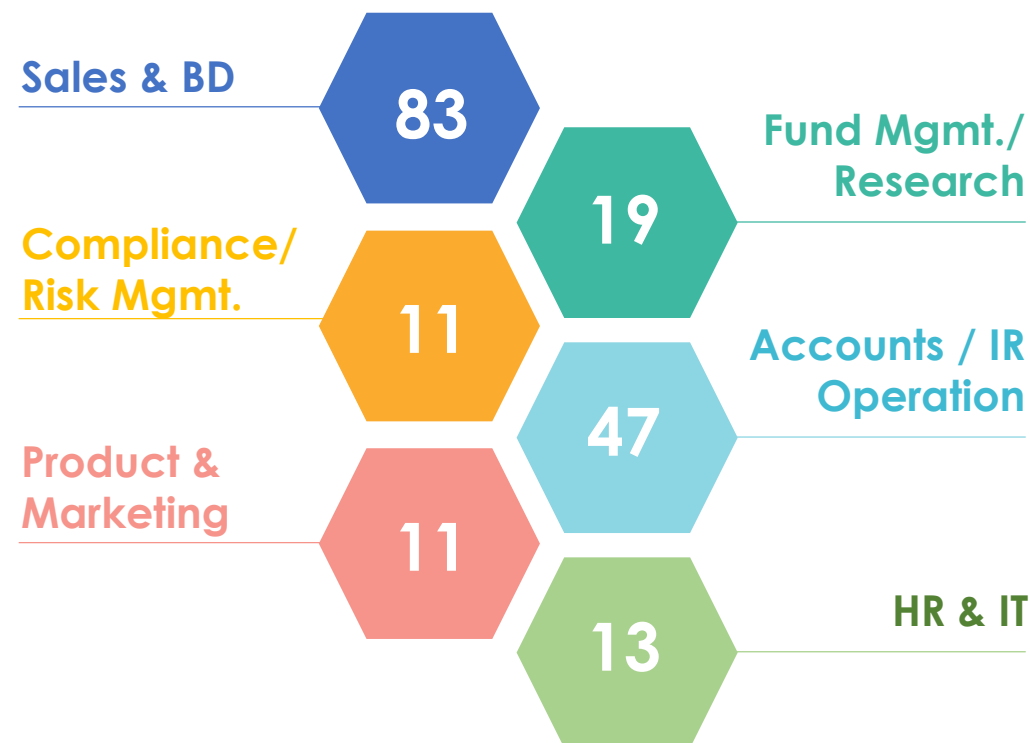 Sales & BD
83
Fund Mgmt./
Research
19
Compliance/
Risk Mgmt.
11
Accounts / IR
Operation
47
Product &
Marketing
11
HR & IT
13